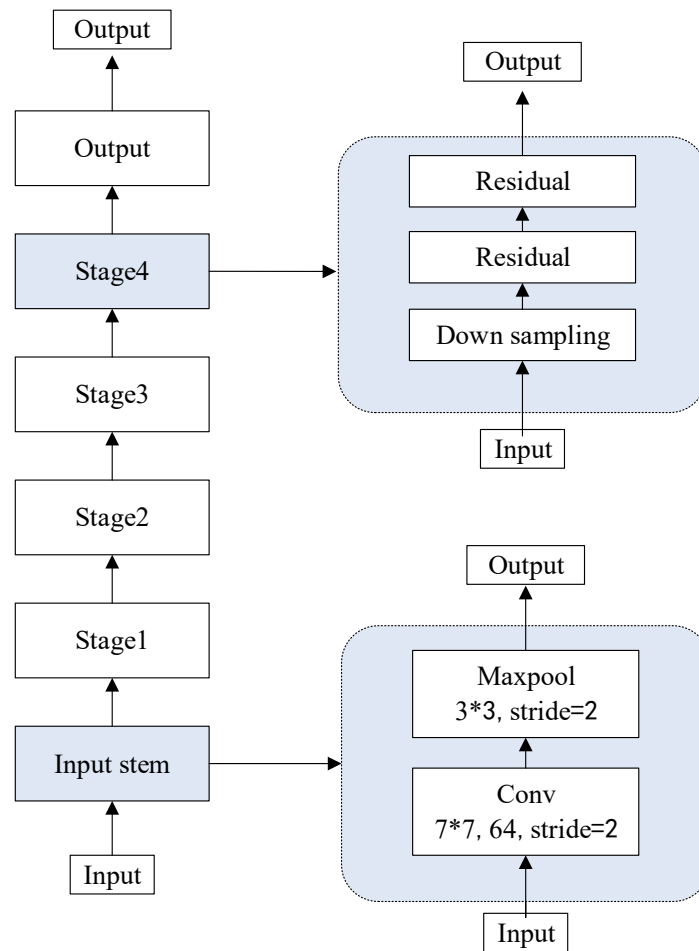 Output
Output
Stage4
Stage3
Stage2
Stage1
Input stem
Input
Output
Residual
Residual
Down sampling
Input
Output
Maxpool
3*3, stride=2
Conv
7*7, 64, stride=2
Input